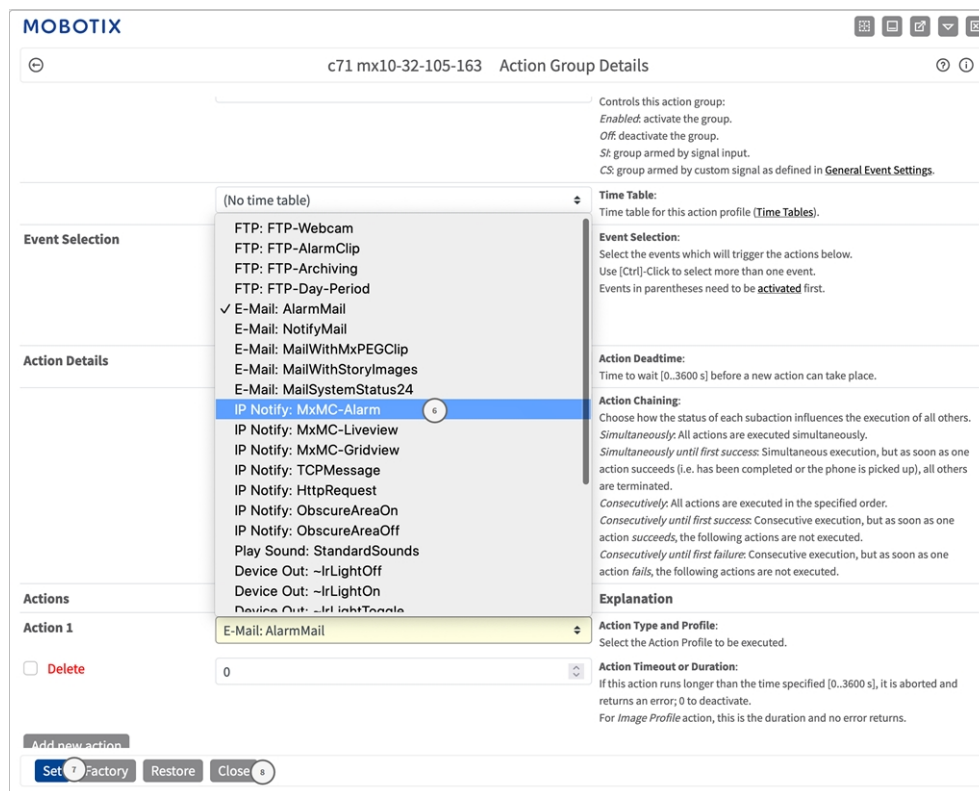 MOBOTIX
c71 mx10-32-105-163 Action Group Details
Controls this action group:
Enabled: activate the group.
Off: deactivate the group.
SI: group armed by signal input.
CS: group armed by custom signal as defined in General Event Settings.
(No time table)
Time Table:
Time table for this action profile (Time Tables).
Event Selection
FTP: FTP-Webcam
FTP: FTP-AlarmClip
FTP: FTP-Archiving
FTP: FTP-Day-Period
✓ E-Mail: AlarmMail
E-Mail: NotifyMail
E-Mail: MailWithMxPEGClip
E-Mail: MailWithStoryImages
E-Mail: MailSystemStatus24
IP Notify: MxMC-Alarm 6
IP Notify: MxMC-Liveview
IP Notify: MxMC-Gridview
IP Notify: TCPMessage
IP Notify: HttpRequest
IP Notify: ObscureAreaOn
IP Notify: ObscureAreaOff
Play Sound: StandardSounds
Device Out: ~IrLightOff
Device Out: ~IrLightOn
Device Out: ~IrLightToggle
Event Selection:
Select the events which will trigger the actions below.
Use [Ctrl]-Click to select more than one event.
Events in parentheses need to be activated first.
Action Details
Action Deadtime:
Time to wait [0..3600 s] before a new action can take place.
Action Chaining:
Choose how the status of each subaction influences the execution of all others.
Simultaneously: All actions are executed simultaneously.
Simultaneously until first success: Simultaneous execution, but as soon as one
action succeeds (i.e. has been completed or the phone is picked up), all others
are terminated.
Consecutively: All actions are executed in the specified order.
Consecutively until first success: Consecutive execution, but as soon as one
action succeeds, the following actions are not executed.
Consecutively until first failure: Consecutive execution, but as soon as one
action fails, the following actions are not executed.
Actions
Explanation
Action 1
E-Mail: AlarmMail
Action Type and Profile:
Select the Action Profile to be executed.
Delete
0
Action Timeout or Duration:
If this action runs longer than the time specified [0..3600 s], it is aborted and
returns an error; 0 to deactivate.
For Image Profile action, this is the duration and no error returns.
Add new action
Set 7 Factory Restore Close 8